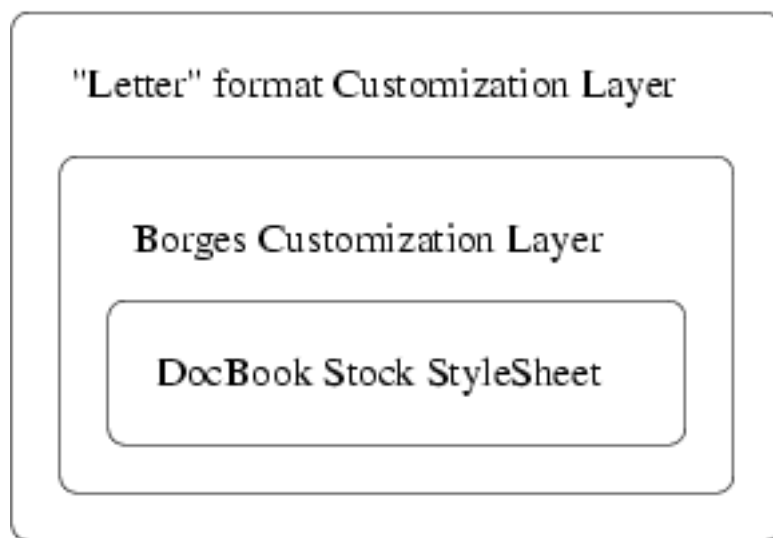 "Letter" format Customization Layer
Borges Customization Layer
DocBook Stock StyleSheet